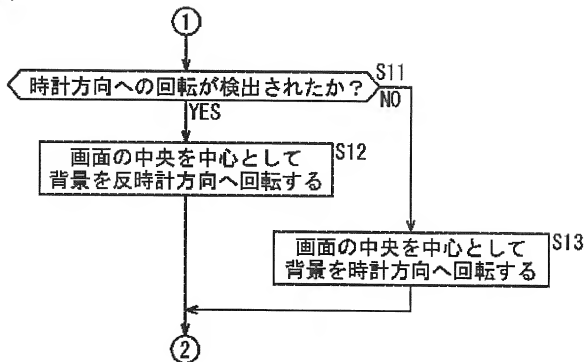 ①
時計方向への回転が検出されたか？
S11
YES
NO
画面の中央を中心として
背景を反時計方向へ回転する
S12
画面の中央を中心として
背景を時計方向へ回転する
S13
②